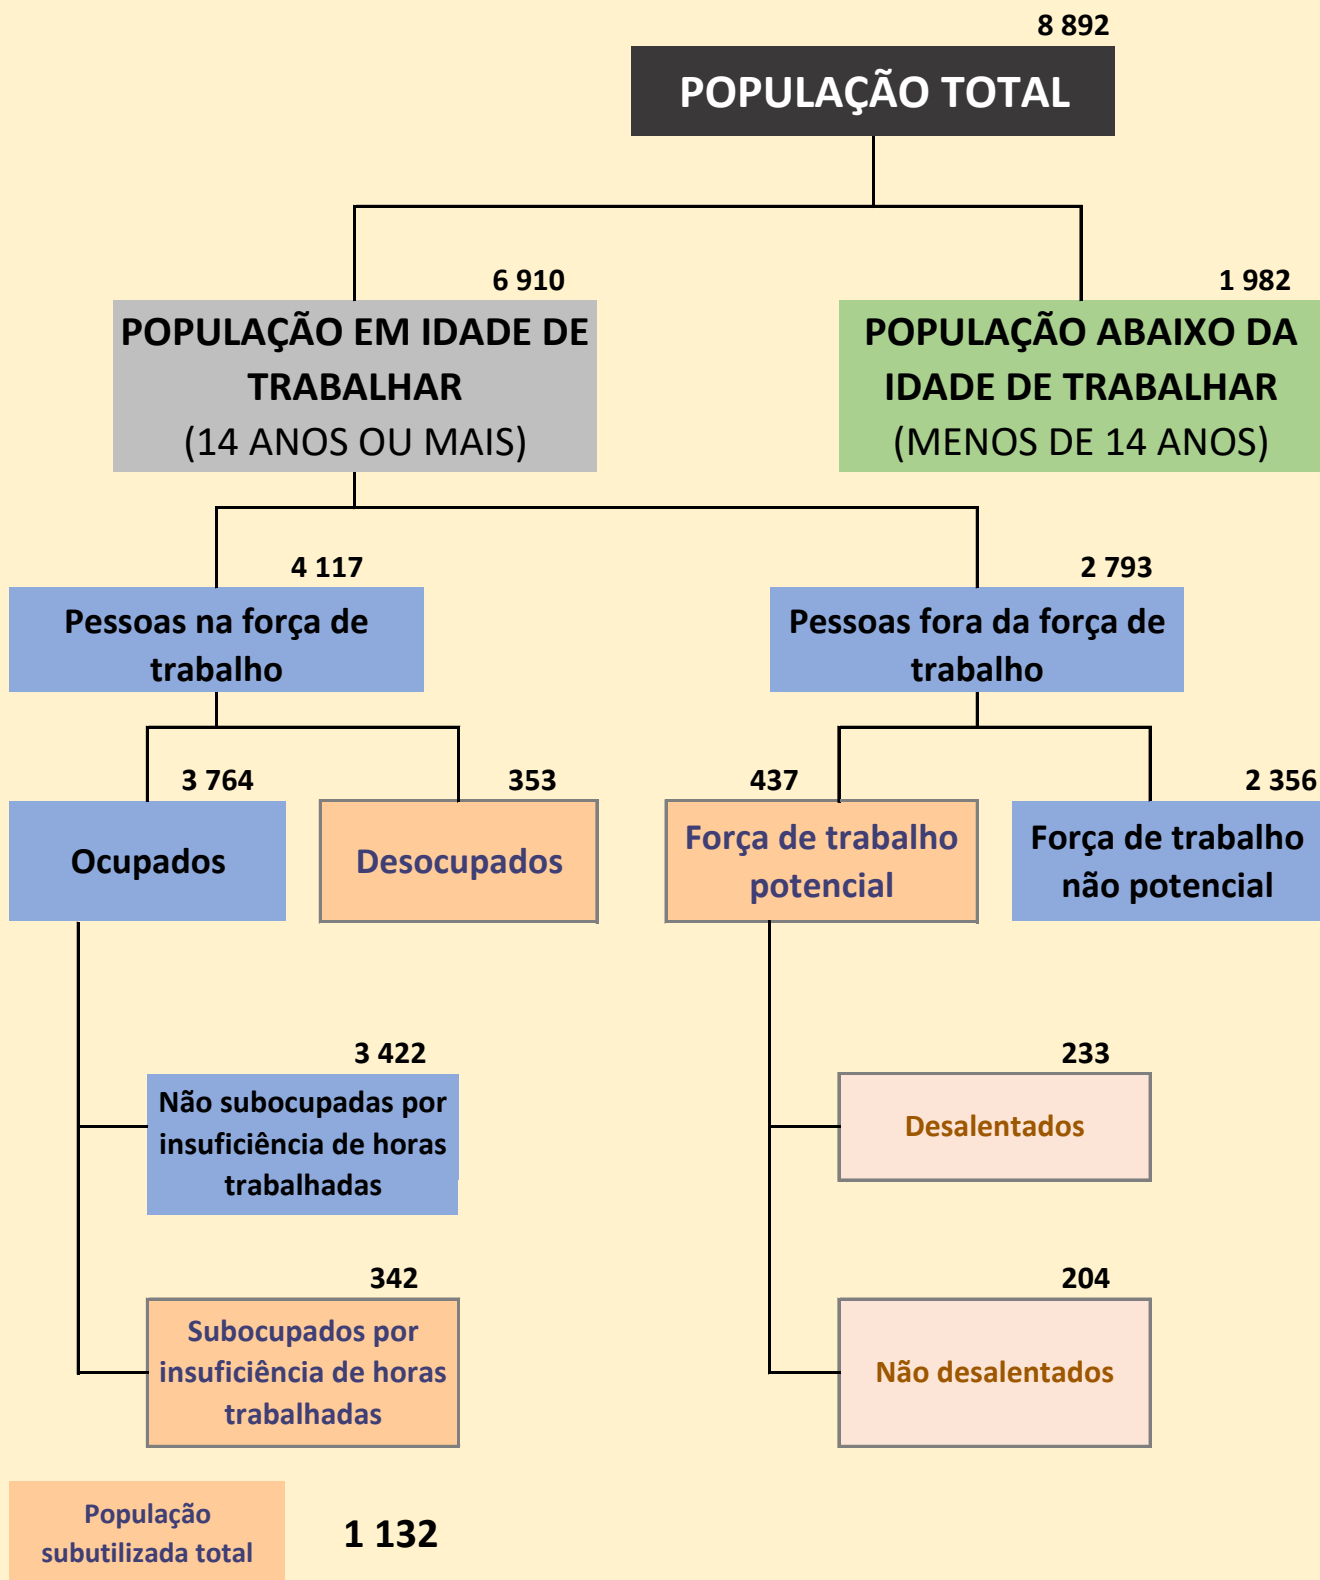 8 892
POPULAÇÃO TOTAL
6 910
POPULAÇÃO EM IDADE DE
TRABALHAR
(14 ANOS OU MAIS)
1 982
POPULAÇÃO ABAIXO DA
IDADE DE TRABALHAR
(MENOS DE 14 ANOS)
4 117
Pessoas na força de
trabalho
2 793
Pessoas fora da força de
trabalho
3 764
Ocupados
353
Desocupados
437
Força de trabalho
potencial
2 356
Força de trabalho
não potencial
3 422
Não subocupadas por
insuficiência de horas
trabalhadas
233
Desalentados
342
Subocupados por
insuficiência de horas
trabalhadas
204
Não desalentados
População
subutilizada total
1 132